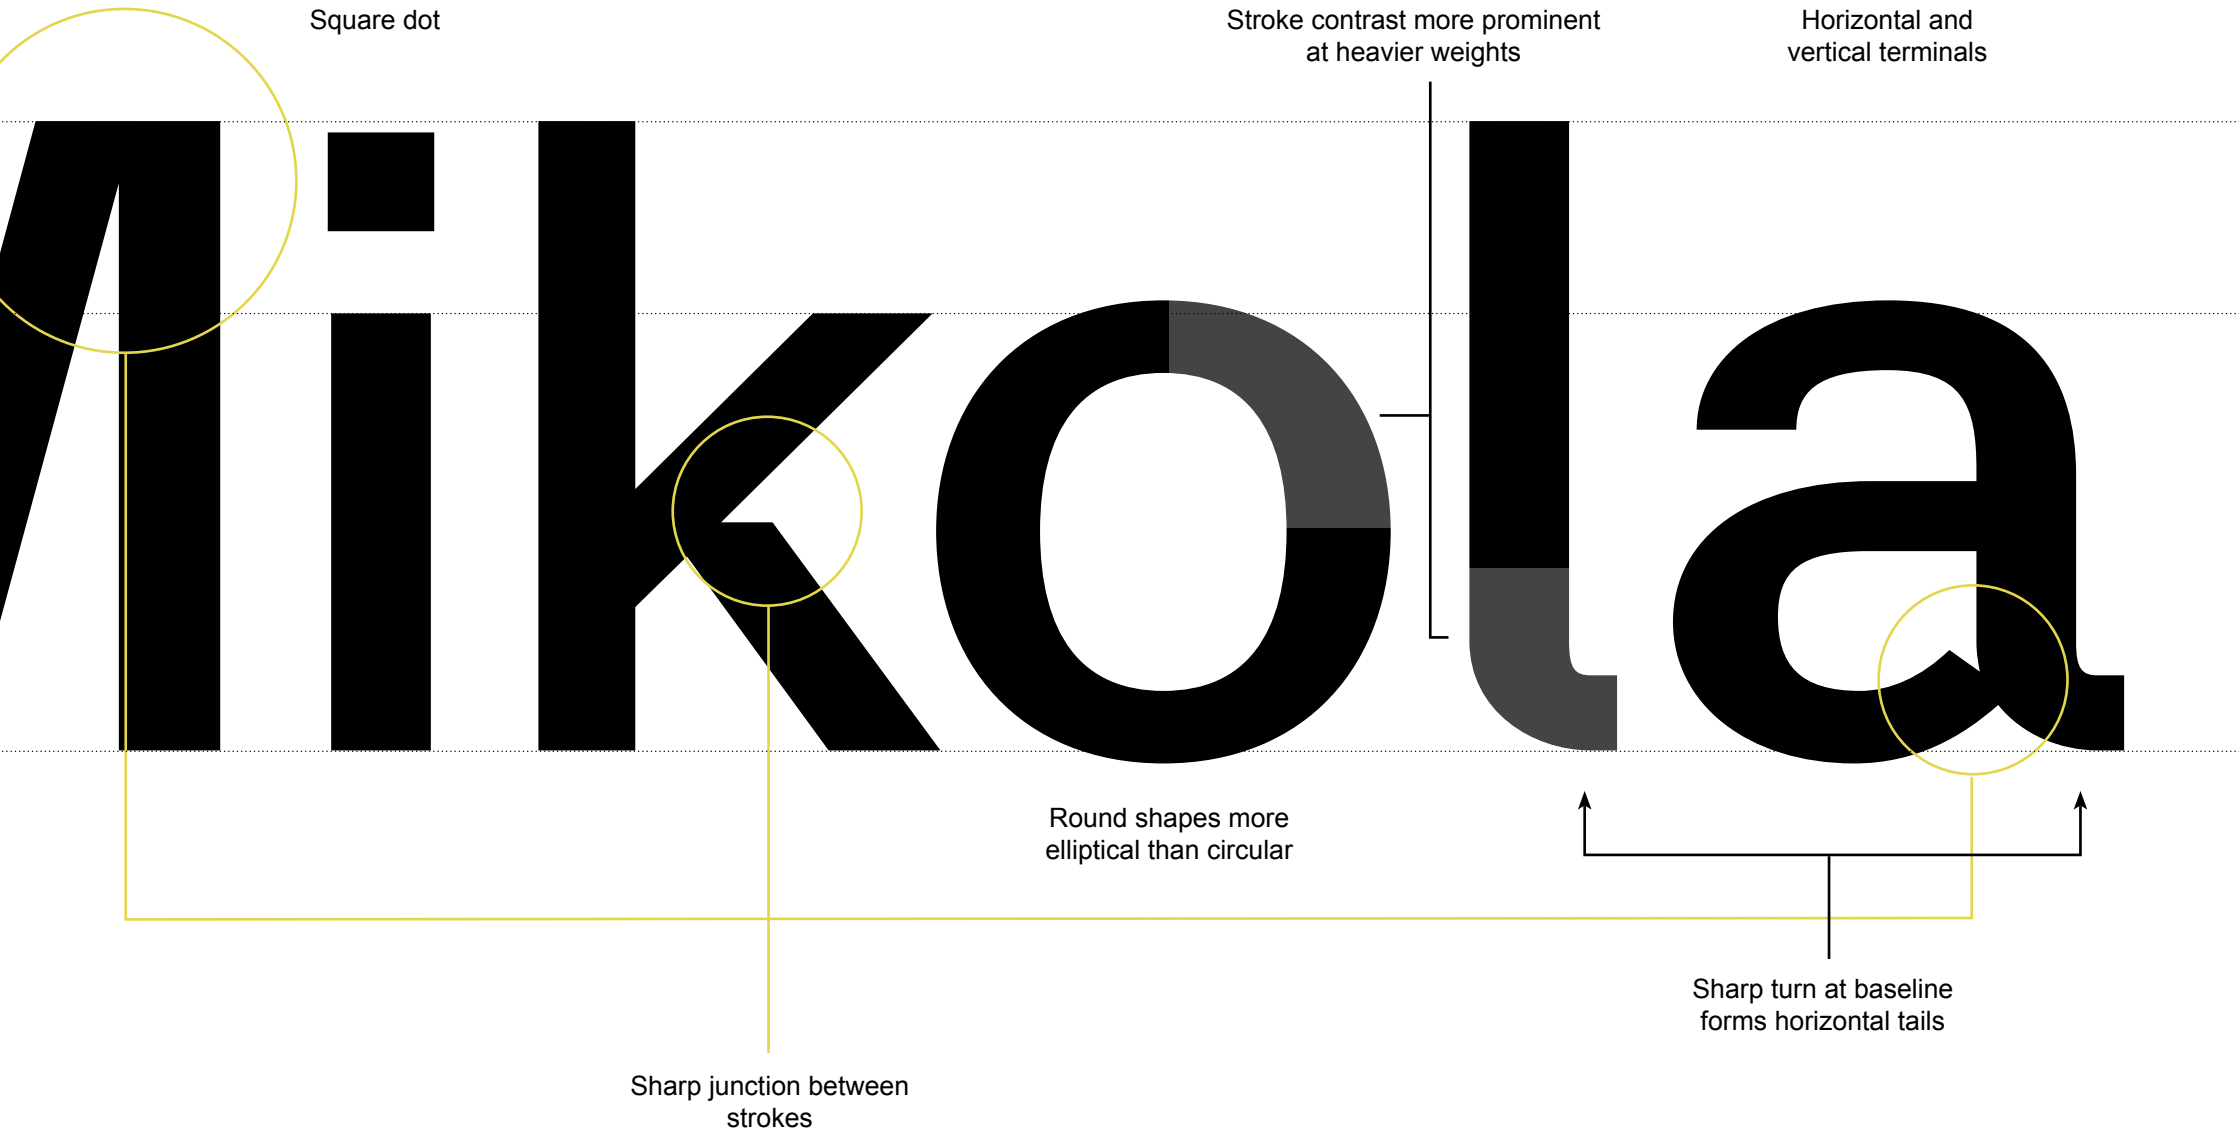 Square dot
Stroke contrast more prominent
at heavier weights
Horizontal and
vertical terminals
Mikola
Round shapes more
elliptical than circular
Sharp turn at baseline
forms horizontal tails
Sharp junction between
strokes